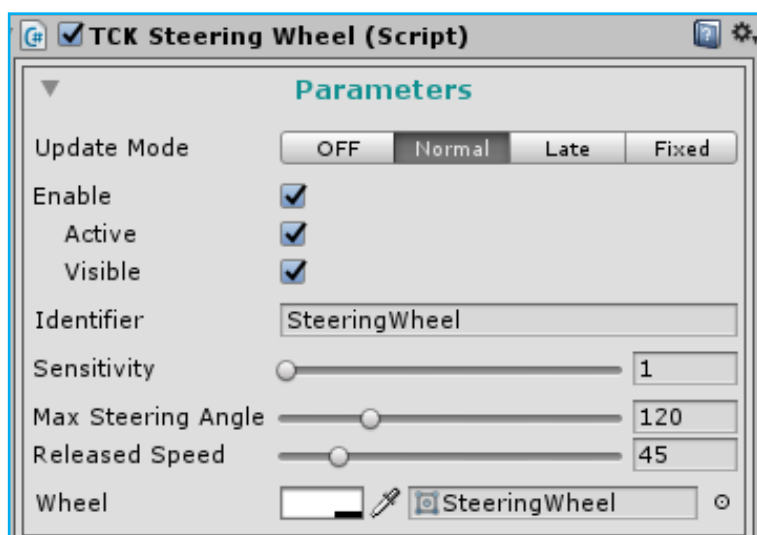 TCK Steering Wheel (Script)
Parameters
Update Mode OFF Normal Late Fixed
Enable
Active
Visible
Identifier SteeringWheel
Sensitivity 1
Max Steering Angle 120
Released Speed 45
Wheel SteeringWheel